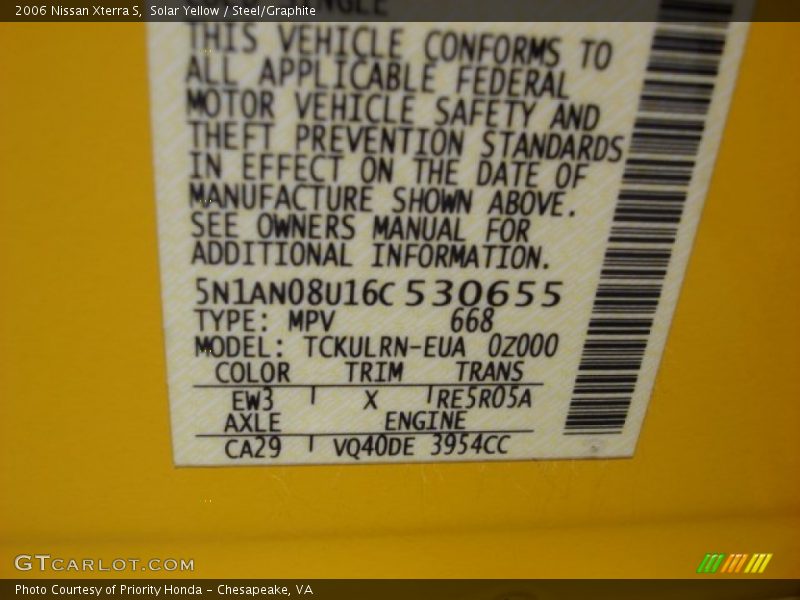 2006 Nissan Xterra S, Solar Yellow / Steel/Graphite
THIS VEHICLE CONFORMS TO
ALL APPLICABLE FEDERAL
MOTOR VEHICLE SAFETY AND
THEFT PREVENTION STANDARDS
IN EFFECT ON THE DATE OF
MANUFACTURE SHOWN ABOVE.
SEE OWNERS MANUAL FOR
ADDITIONAL INFORMATION.
5N1AN08U16C530655
TYPE: MPV 668
MODEL: TCKULRN-EUA 0Z000
COLOR TRIM TRANS
EW3 X RE5R05A
AXLE ENGINE
CA29 VQ40DE 3954CC
GTCARLOT.COM
Photo Courtesy of Priority Honda - Chesapeake, VA